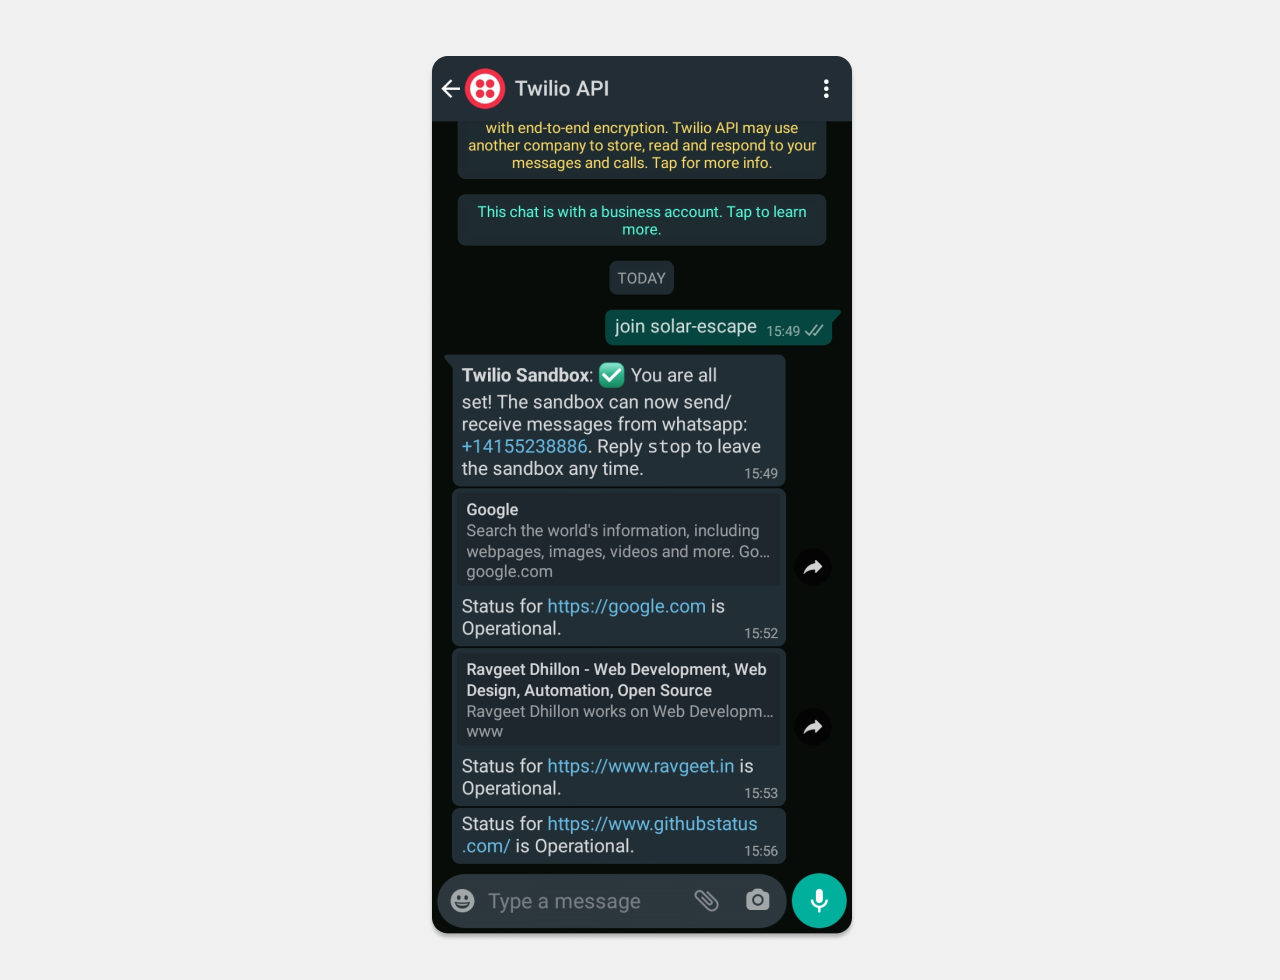 Twilio API
with end-to-end encryption. Twilio API may use
another company to store, read and respond to your
messages and calls. Tap for more info.
This chat is with a business account. Tap to learn
more.
TODAY
join solar-escape 15:49
Twilio Sandbox: ✅ You are all
set! The sandbox can now send/
receive messages from whatsapp:
+14155238886. Reply stop to leave
the sandbox any time. 15:49
Google
Search the world's information, including
webpages, images, videos and more. Go...
google.com
Status for https://google.com is
Operational. 15:52
Ravgeet Dhillon - Web Development, Web
Design, Automation, Open Source
Ravgeet Dhillon works on Web Developm...
www
Status for https://www.ravgeet.in is
Operational. 15:53
Status for https://www.githubstatus
.com/ is Operational. 15:56
Type a message